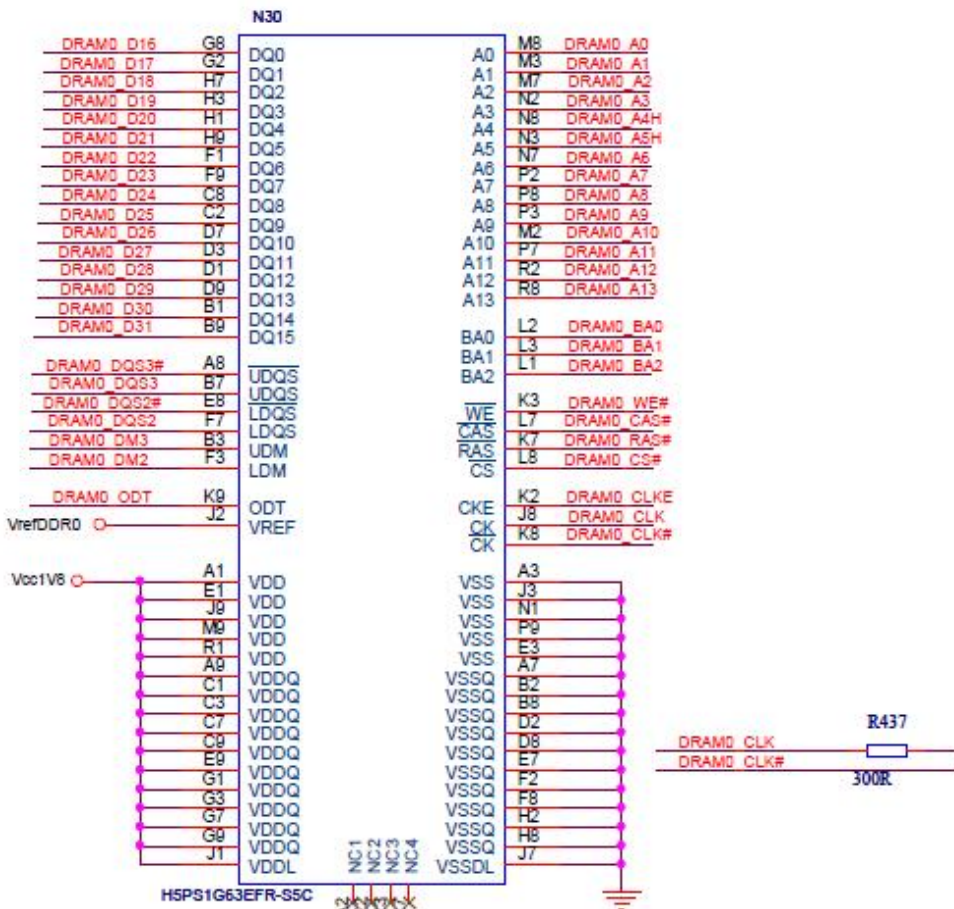 N30
DRAM0_D16 G8 DQ0 A0 M8 DRAM0_A0
DRAM0_D17 G2 DQ1 A1 M3 DRAM0_A1
DRAM0_D18 H7 DQ2 A2 M7 DRAM0_A2
DRAM0_D19 H3 DQ3 A3 N2 DRAM0_A3
DRAM0_D20 H1 DQ4 A4 N8 DRAM0_A4H
DRAM0_D21 H9 DQ5 A5 N3 DRAM0_A5H
DRAM0_D22 F1 DQ6 A6 N7 DRAM0_A6
DRAM0_D23 F9 DQ7 A7 P2 DRAM0_A7
DRAM0_D24 C8 DQ8 A8 P8 DRAM0_A8
DRAM0_D25 C2 DQ9 A9 P3 DRAM0_A9
DRAM0_D26 D7 DQ10 A10 M2 DRAM0_A10
DRAM0_D27 D3 DQ11 A11 P7 DRAM0_A11
DRAM0_D28 D1 DQ12 A12 R2 DRAM0_A12
DRAM0_D29 D9 DQ13 A13 R8 DRAM0_A13
DRAM0_D30 B1 DQ14
DRAM0_D31 B9 DQ15 BA0 L2 DRAM0_BA0
BA1 L3 DRAM0_BA1
DRAM0_DQS3# A8 UDQS BA2 L1 DRAM0_BA2
DRAM0_DQS3 B7 UDQS
DRAM0_DQS2# E8 LDQS WE K3 DRAM0_WE#
DRAM0_DQS2 F7 LDQS CAS L7 DRAM0_CAS#
DRAM0_DM3 B3 UDM RAS K7 DRAM0_RAS#
DRAM0_DM2 F3 LDM CS L8 DRAM0_CS#
DRAM0_ODT K9 ODT CKE K2 DRAM0_CLKE
VrefDDR0 J2 VREF CK J8 DRAM0_CLK
CK K8 DRAM0_CLK#
Vcc1V8 A1 VDD VSS A3
E1 VDD VSS J3
J9 VDD VSS N1
M9 VDD VSS P9
R1 VDD VSS E3
A9 VDDQ VSSQ A7
C1 VDDQ VSSQ B2
C3 VDDQ VSSQ B8
C7 VDDQ VSSQ D2
C9 VDDQ VSSQ D8
E9 VDDQ VSSQ E7
G1 VDDQ VSSQ F2
G3 VDDQ VSSQ F8
G7 VDDQ VSSQ H2
G9 VDDQ VSSQ H8
J1 VDDL VSSDL J7
NC1 NC2 NC3 NC4
H5PS1G63EFR-S5C
R437
DRAM0_CLK
DRAM0_CLK#
300R